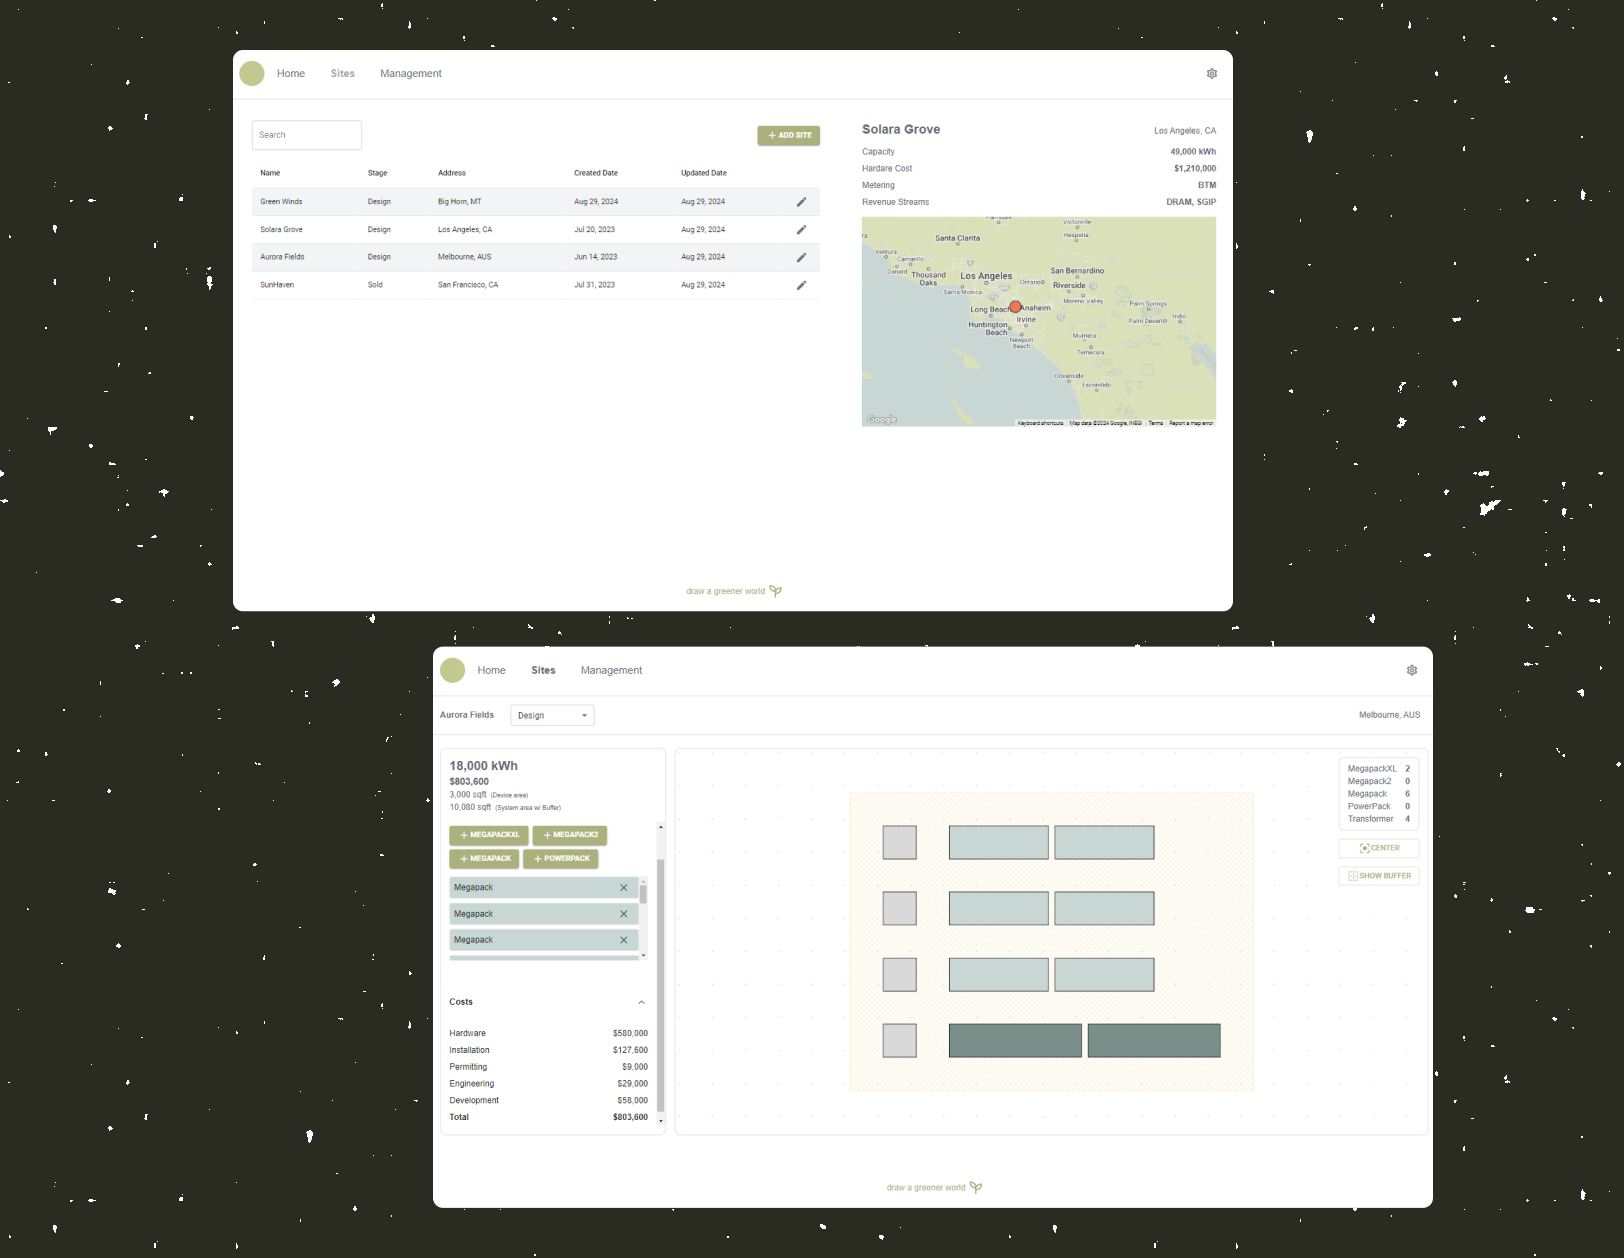 Home Sites Management
Search
+ ADD SITE
Name Stage Address Created Date Updated Date
Green Winds Design Big Horn, MT Aug 29, 2024 Aug 29, 2024
Solara Grove Design Los Angeles, CA Jul 20, 2023 Aug 29, 2024
Aurora Fields Design Melbourne, AUS Jun 14, 2023 Aug 29, 2024
SunHaven Sold San Francisco, CA Jul 31, 2023 Aug 29, 2024
Solara Grove Los Angeles, CA
Capacity 49,000 kWh
Hardare Cost $1,210,000
Metering BTM
Revenue Streams DRAM, SGIP
Victorville
Hesperia
Santa Clarita
Ventura
Camarillo
Oxnard
Thousand
Oaks
Los Angeles
San Bernardino
Ontario
Riverside
Santa Monica
Moreno Valley
Long Beach
Anaheim
Palm Springs
Irvine
Huntington
Beach
Palm Desert
Indio
Newport
Beach
Murrieta
Temecula
Oceanside
Escondido
Google
Keyboard shortcuts Map data ©2024 Google, INEGI Terms Report a map error
draw a greener world
Home Sites Management
Aurora Fields Design Melbourne, AUS
18,000 kWh
$803,600
3,000 sqft (Device area)
10,080 sqft (System area w/ Buffer)
+ MEGAPACKXL + MEGAPACK2
+ MEGAPACK + POWERPACK
Megapack
Megapack
Megapack
Costs
Hardware $580,000
Installation $127,600
Permitting $9,000
Engineering $29,000
Development $58,000
Total $803,600
MegapackXL 2
Megapack2 0
Megapack 6
PowerPack 0
Transformer 4
CENTER
SHOW BUFFER
draw a greener world